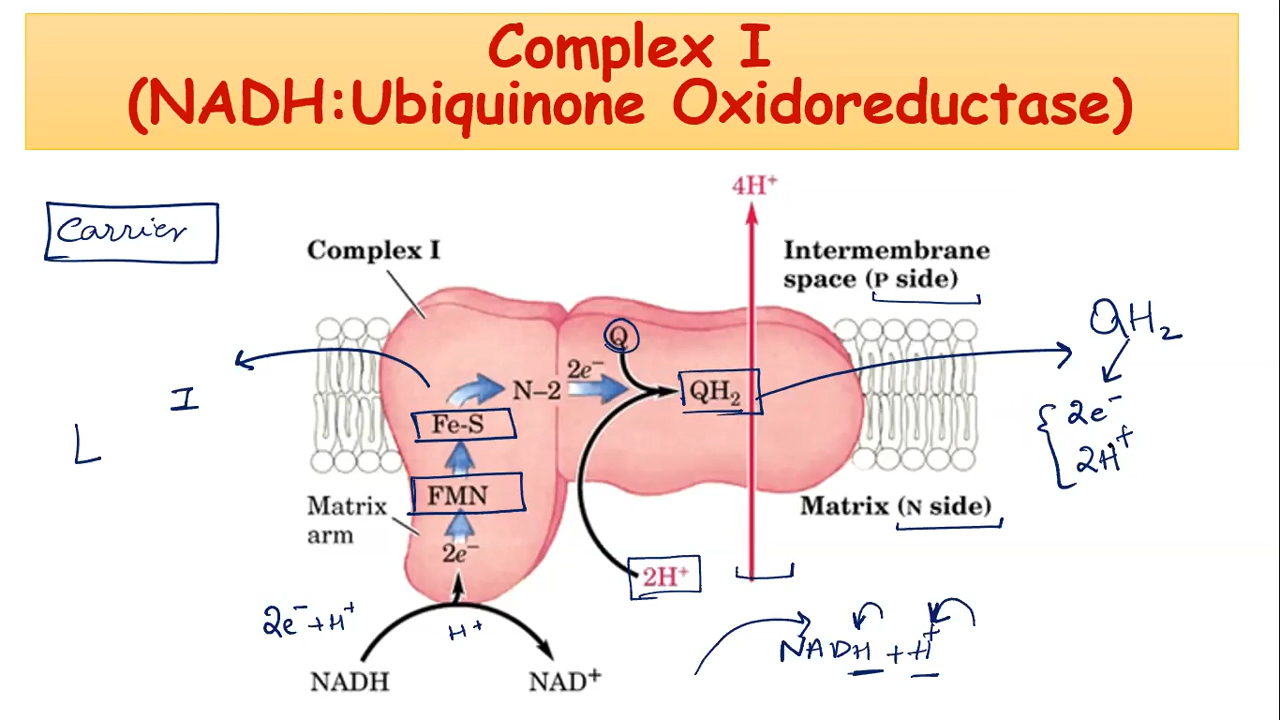 Complex I
(NADH:Ubiquinone Oxidoreductase)
Carrier
4H⁺
Complex I
Intermembrane
space (P side)
QH₂
Q
2e⁻
N–2
QH₂
I
Fe-S
2e⁻
2H⁺
L
FMN
Matrix
arm
Matrix (N side)
2e⁻
2H⁺
2e⁻+H⁺
H⁺
NADH + H⁺
NADH
NAD⁺